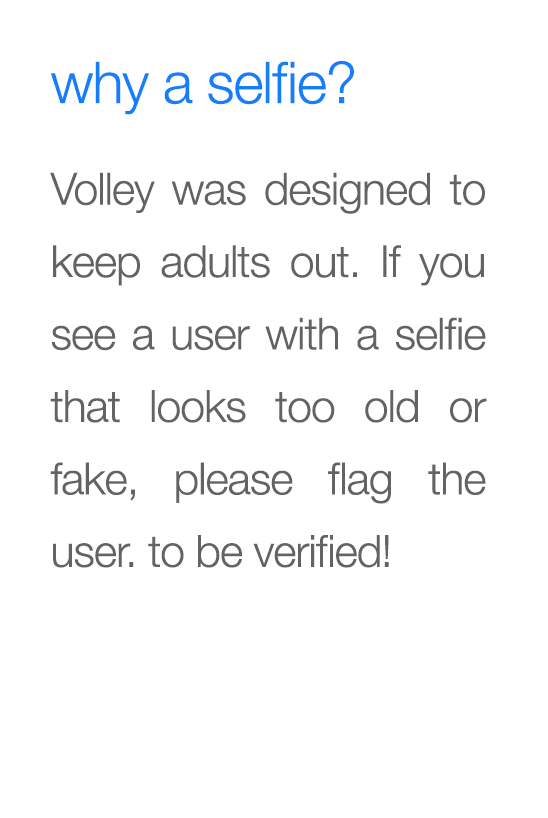 why a selfie?
Volley was designed to
keep adults out. If you
see a user with a selfie
that looks too old or
fake, please flag the
user. to be verified!